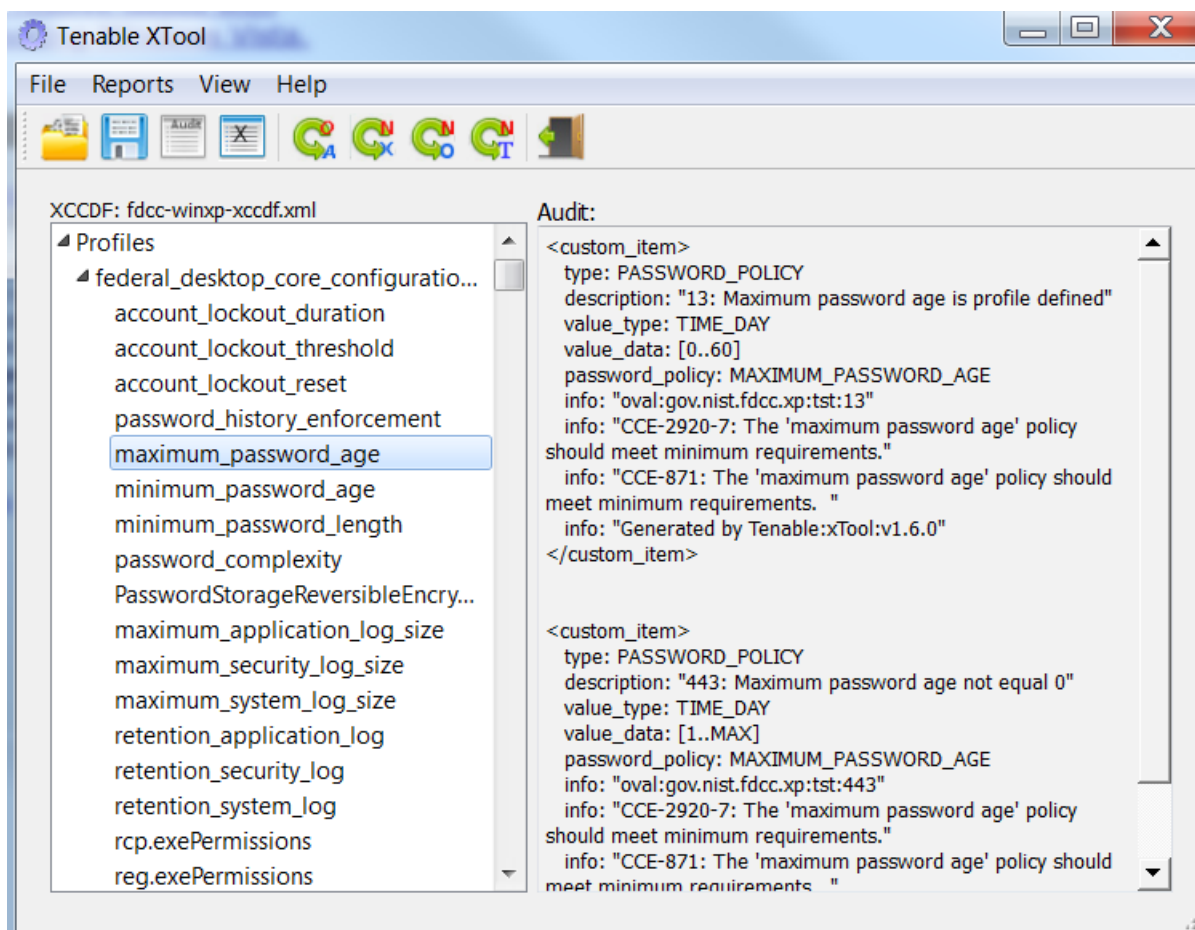 Tenable XTool
File Reports View Help
Audit
X
O
A
N
X
N
O
N
T
XCCDF: fdcc-winxp-xccdf.xml
Profiles
federal_desktop_core_configuratio...
account_lockout_duration
account_lockout_threshold
account_lockout_reset
password_history_enforcement
maximum_password_age
minimum_password_age
minimum_password_length
password_complexity
PasswordStorageReversibleEncry...
maximum_application_log_size
maximum_security_log_size
maximum_system_log_size
retention_application_log
retention_security_log
retention_system_log
rcp.exePermissions
reg.exePermissions
Audit:
<custom_item>
type: PASSWORD_POLICY
description: "13: Maximum password age is profile defined"
value_type: TIME_DAY
value_data: [0..60]
password_policy: MAXIMUM_PASSWORD_AGE
info: "oval:gov.nist.fdcc.xp:tst:13"
info: "CCE-2920-7: The 'maximum password age' policy
should meet minimum requirements."
info: "CCE-871: The 'maximum password age' policy should
meet minimum requirements. "
info: "Generated by Tenable:xTool:v1.6.0"
</custom_item>
<custom_item>
type: PASSWORD_POLICY
description: "443: Maximum password age not equal 0"
value_type: TIME_DAY
value_data: [1..MAX]
password_policy: MAXIMUM_PASSWORD_AGE
info: "oval:gov.nist.fdcc.xp:tst:443"
info: "CCE-2920-7: The 'maximum password age' policy
should meet minimum requirements."
info: "CCE-871: The 'maximum password age' policy should
meet minimum requirements. "